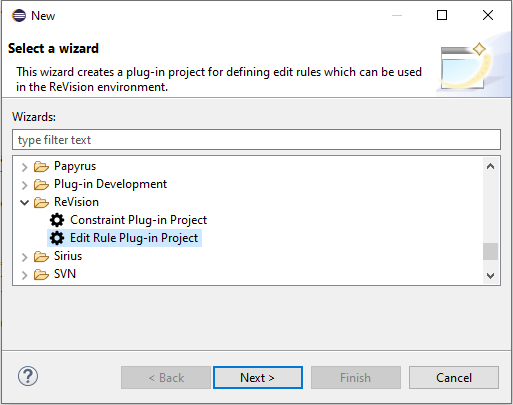 New
Select a wizard
This wizard creates a plug-in project for defining edit rules which can be used
in the ReVision environment.
Wizards:
type filter text
Papyrus
Plug-in Development
ReVision
Constraint Plug-in Project
Edit Rule Plug-in Project
Sirius
SVN
?
< Back
Next >
Finish
Cancel